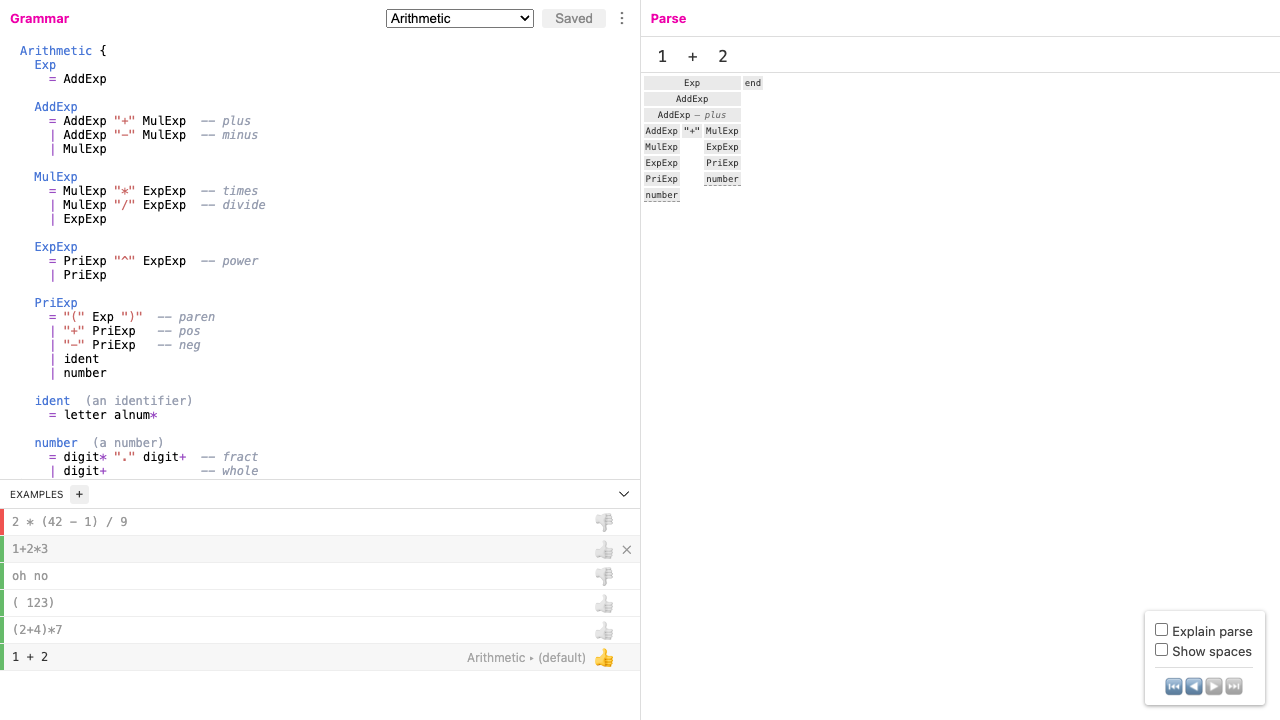 Grammar
Arithmetic
Saved
Arithmetic {
Exp
= AddExp
AddExp
= AddExp "+" MulExp -- plus
| AddExp "-" MulExp -- minus
| MulExp
MulExp
= MulExp "*" ExpExp -- times
| MulExp "/" ExpExp -- divide
| ExpExp
ExpExp
= PriExp "^" ExpExp -- power
| PriExp
PriExp
= "(" Exp ")" -- paren
| "+" PriExp -- pos
| "-" PriExp -- neg
| ident
| number
ident (an identifier)
= letter alnum*
number (a number)
= digit* "." digit+ -- fract
| digit+ -- whole
EXAMPLES +
2 * (42 - 1) / 9
1+2*3
oh no
( 123)
(2+4)*7
1 + 2 Arithmetic ▸ (default)
Parse
1 + 2
Exp end
AddExp
AddExp – plus
AddExp "+" MulExp
MulExp ExpExp
ExpExp PriExp
PriExp number
number
Explain parse
Show spaces